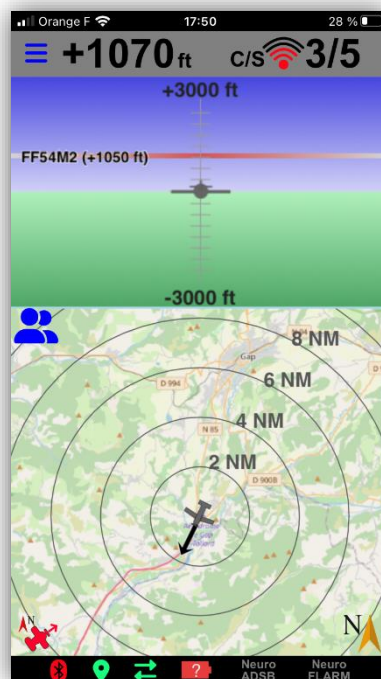 Orange F 17:50 28 %
+1070 ft C/S 3/5
+3000 ft
FF54M2 (+1050 ft)
-3000 ft
8 NM
Gap
D 994
6 NM
4 NM
N 85
2 NM
D 900B
N N
?
Neuro ADSB
Neuro FLARM